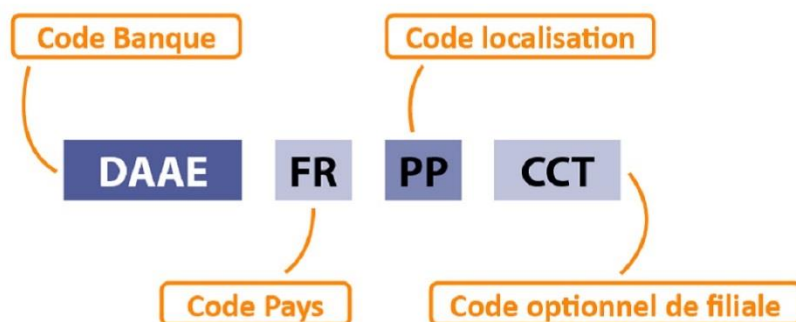 Code Banque
Code localisation
DAAE FR PP CCT
Code Pays
Code optionnel de filiale